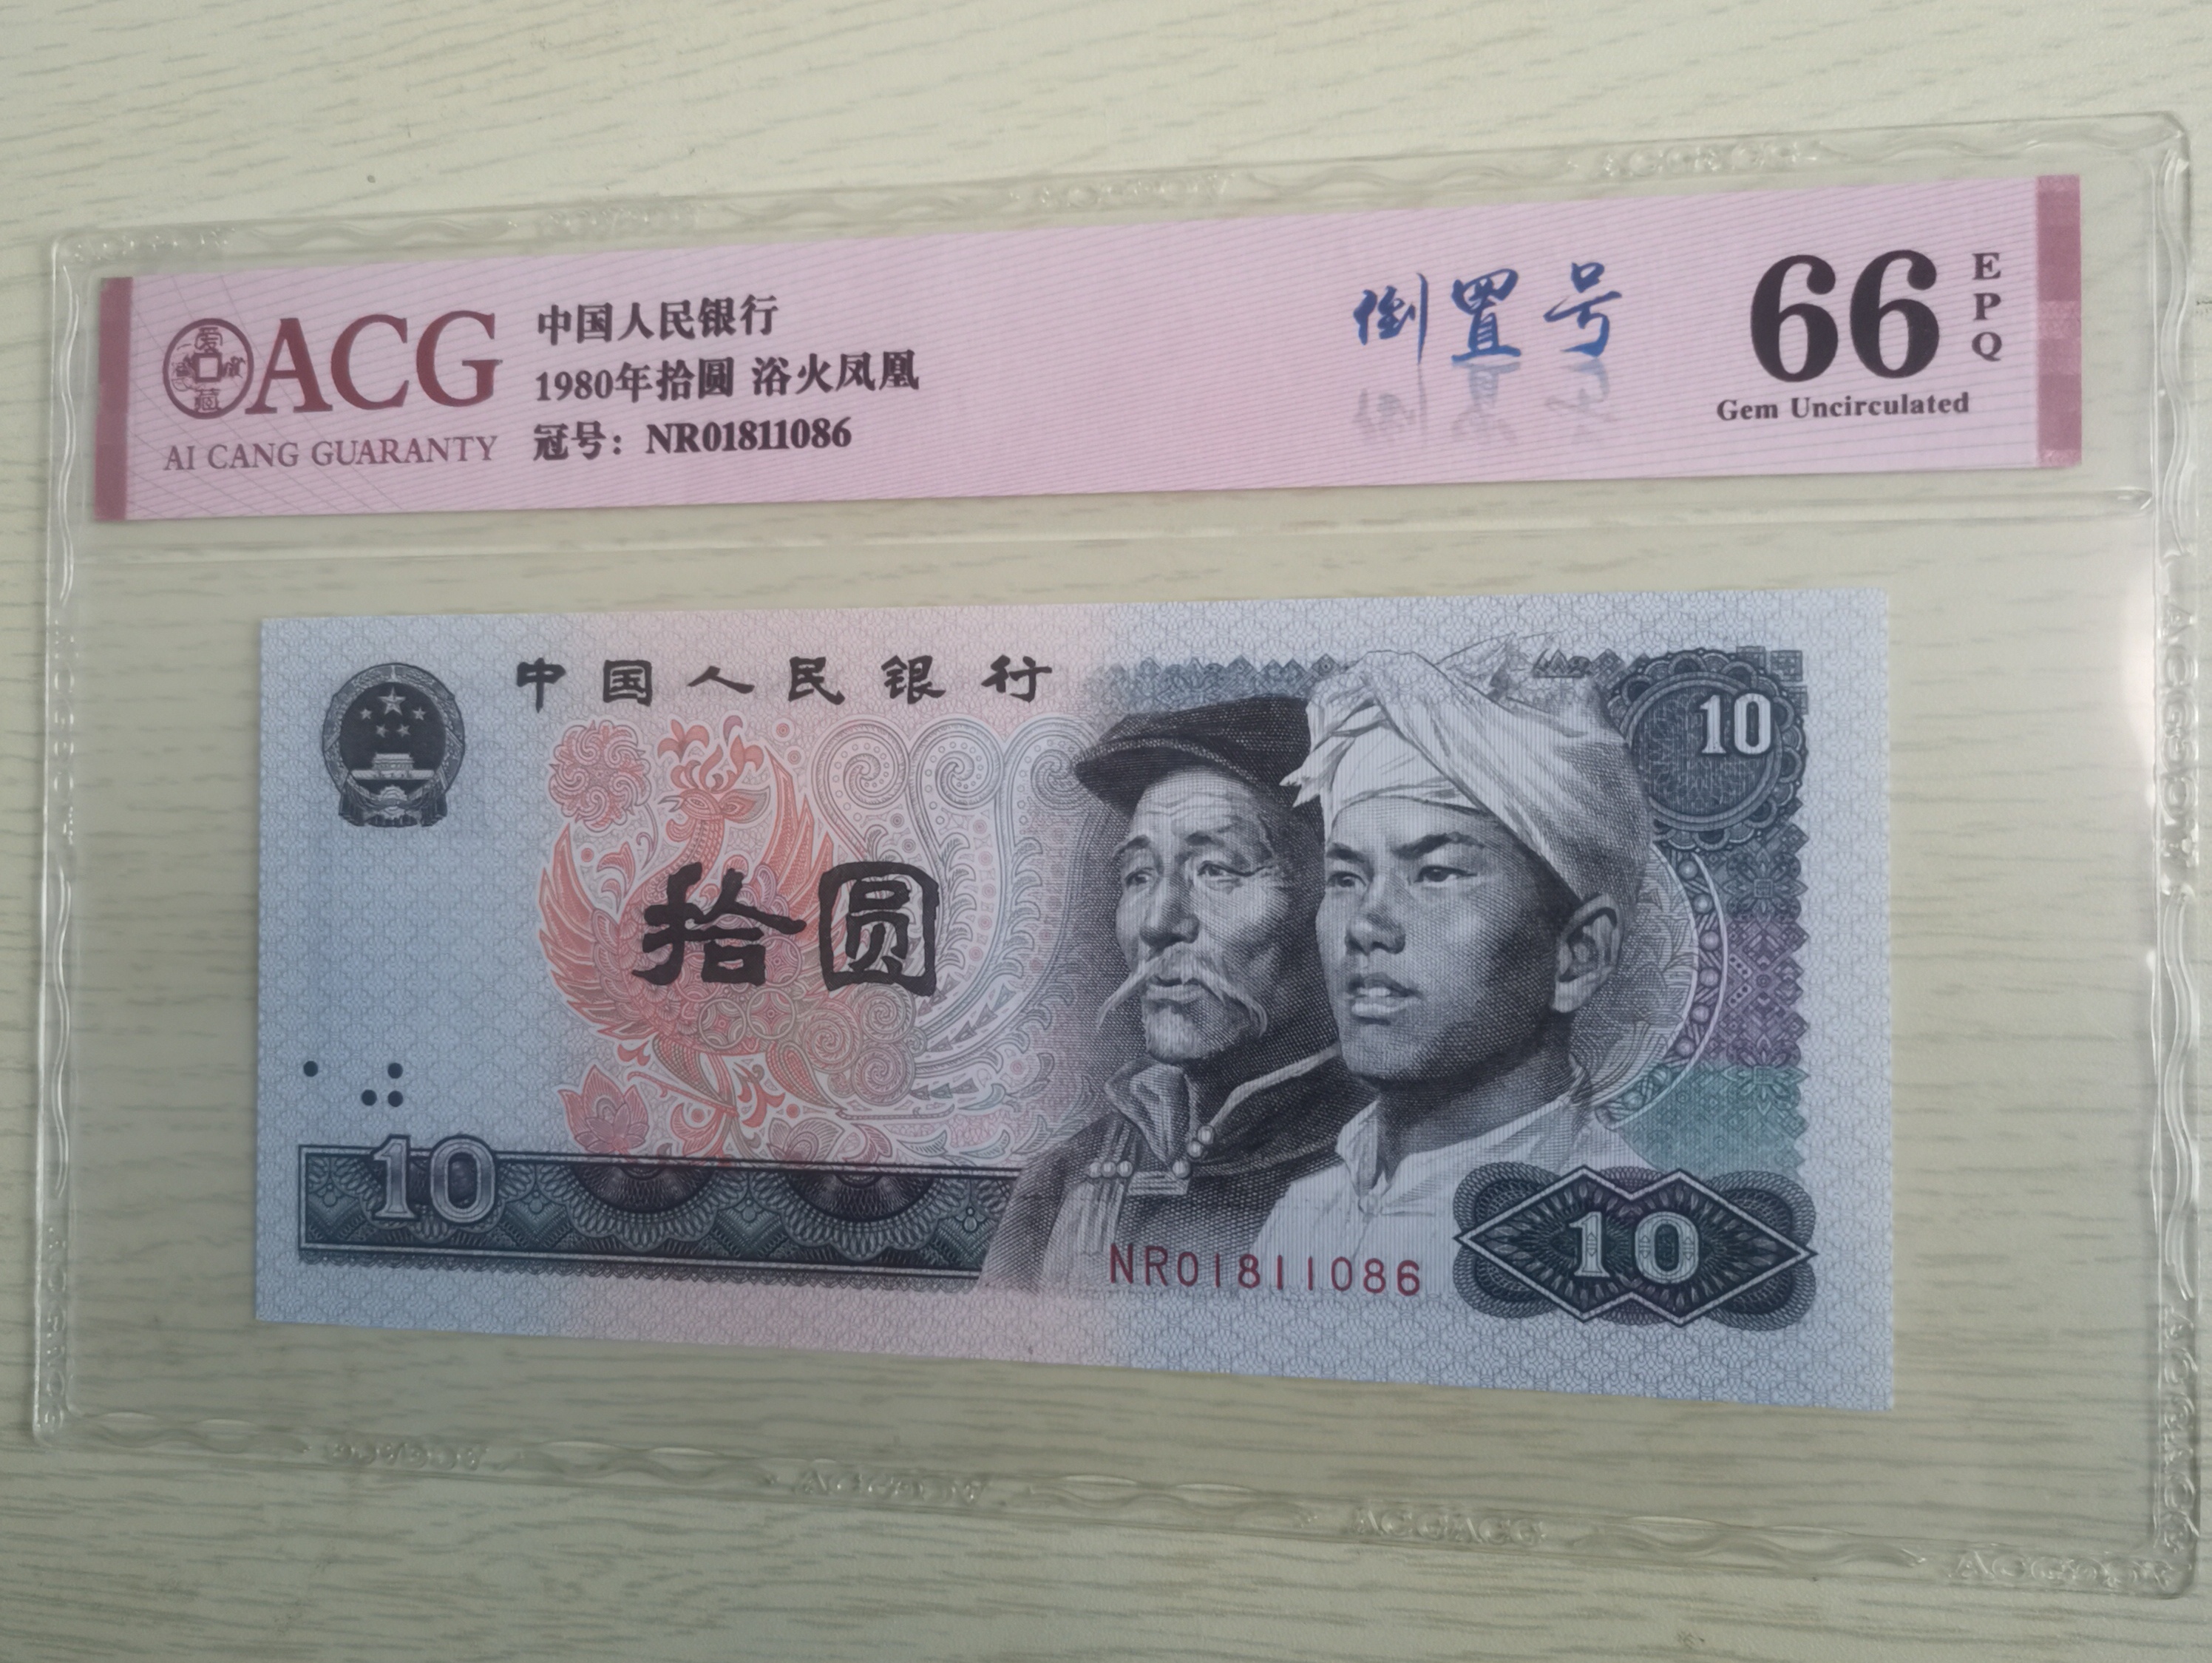 爱藏
ACG
AI CANG GUARANTY
中国人民银行
1980年拾圆 浴火凤凰
冠号：NR01811086
倒置号
66
EPQ
Gem Uncirculated
中国人民银行
10
拾圆
10
NR01811086
10